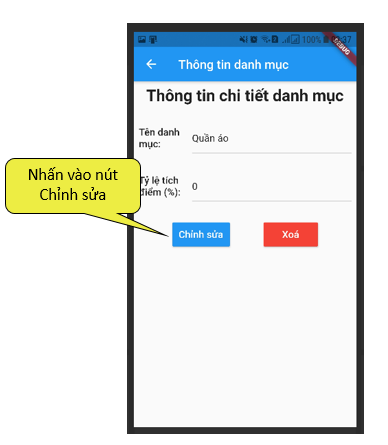 109%
DEBUG
Thông tin danh mục
Thông tin chi tiết danh mục
Tên danh
mục:
Quần áo
Nhấn vào nút
Chỉnh sửa
Tỷ lệ tích
điểm (%):
0
Chỉnh sửa
Xoá